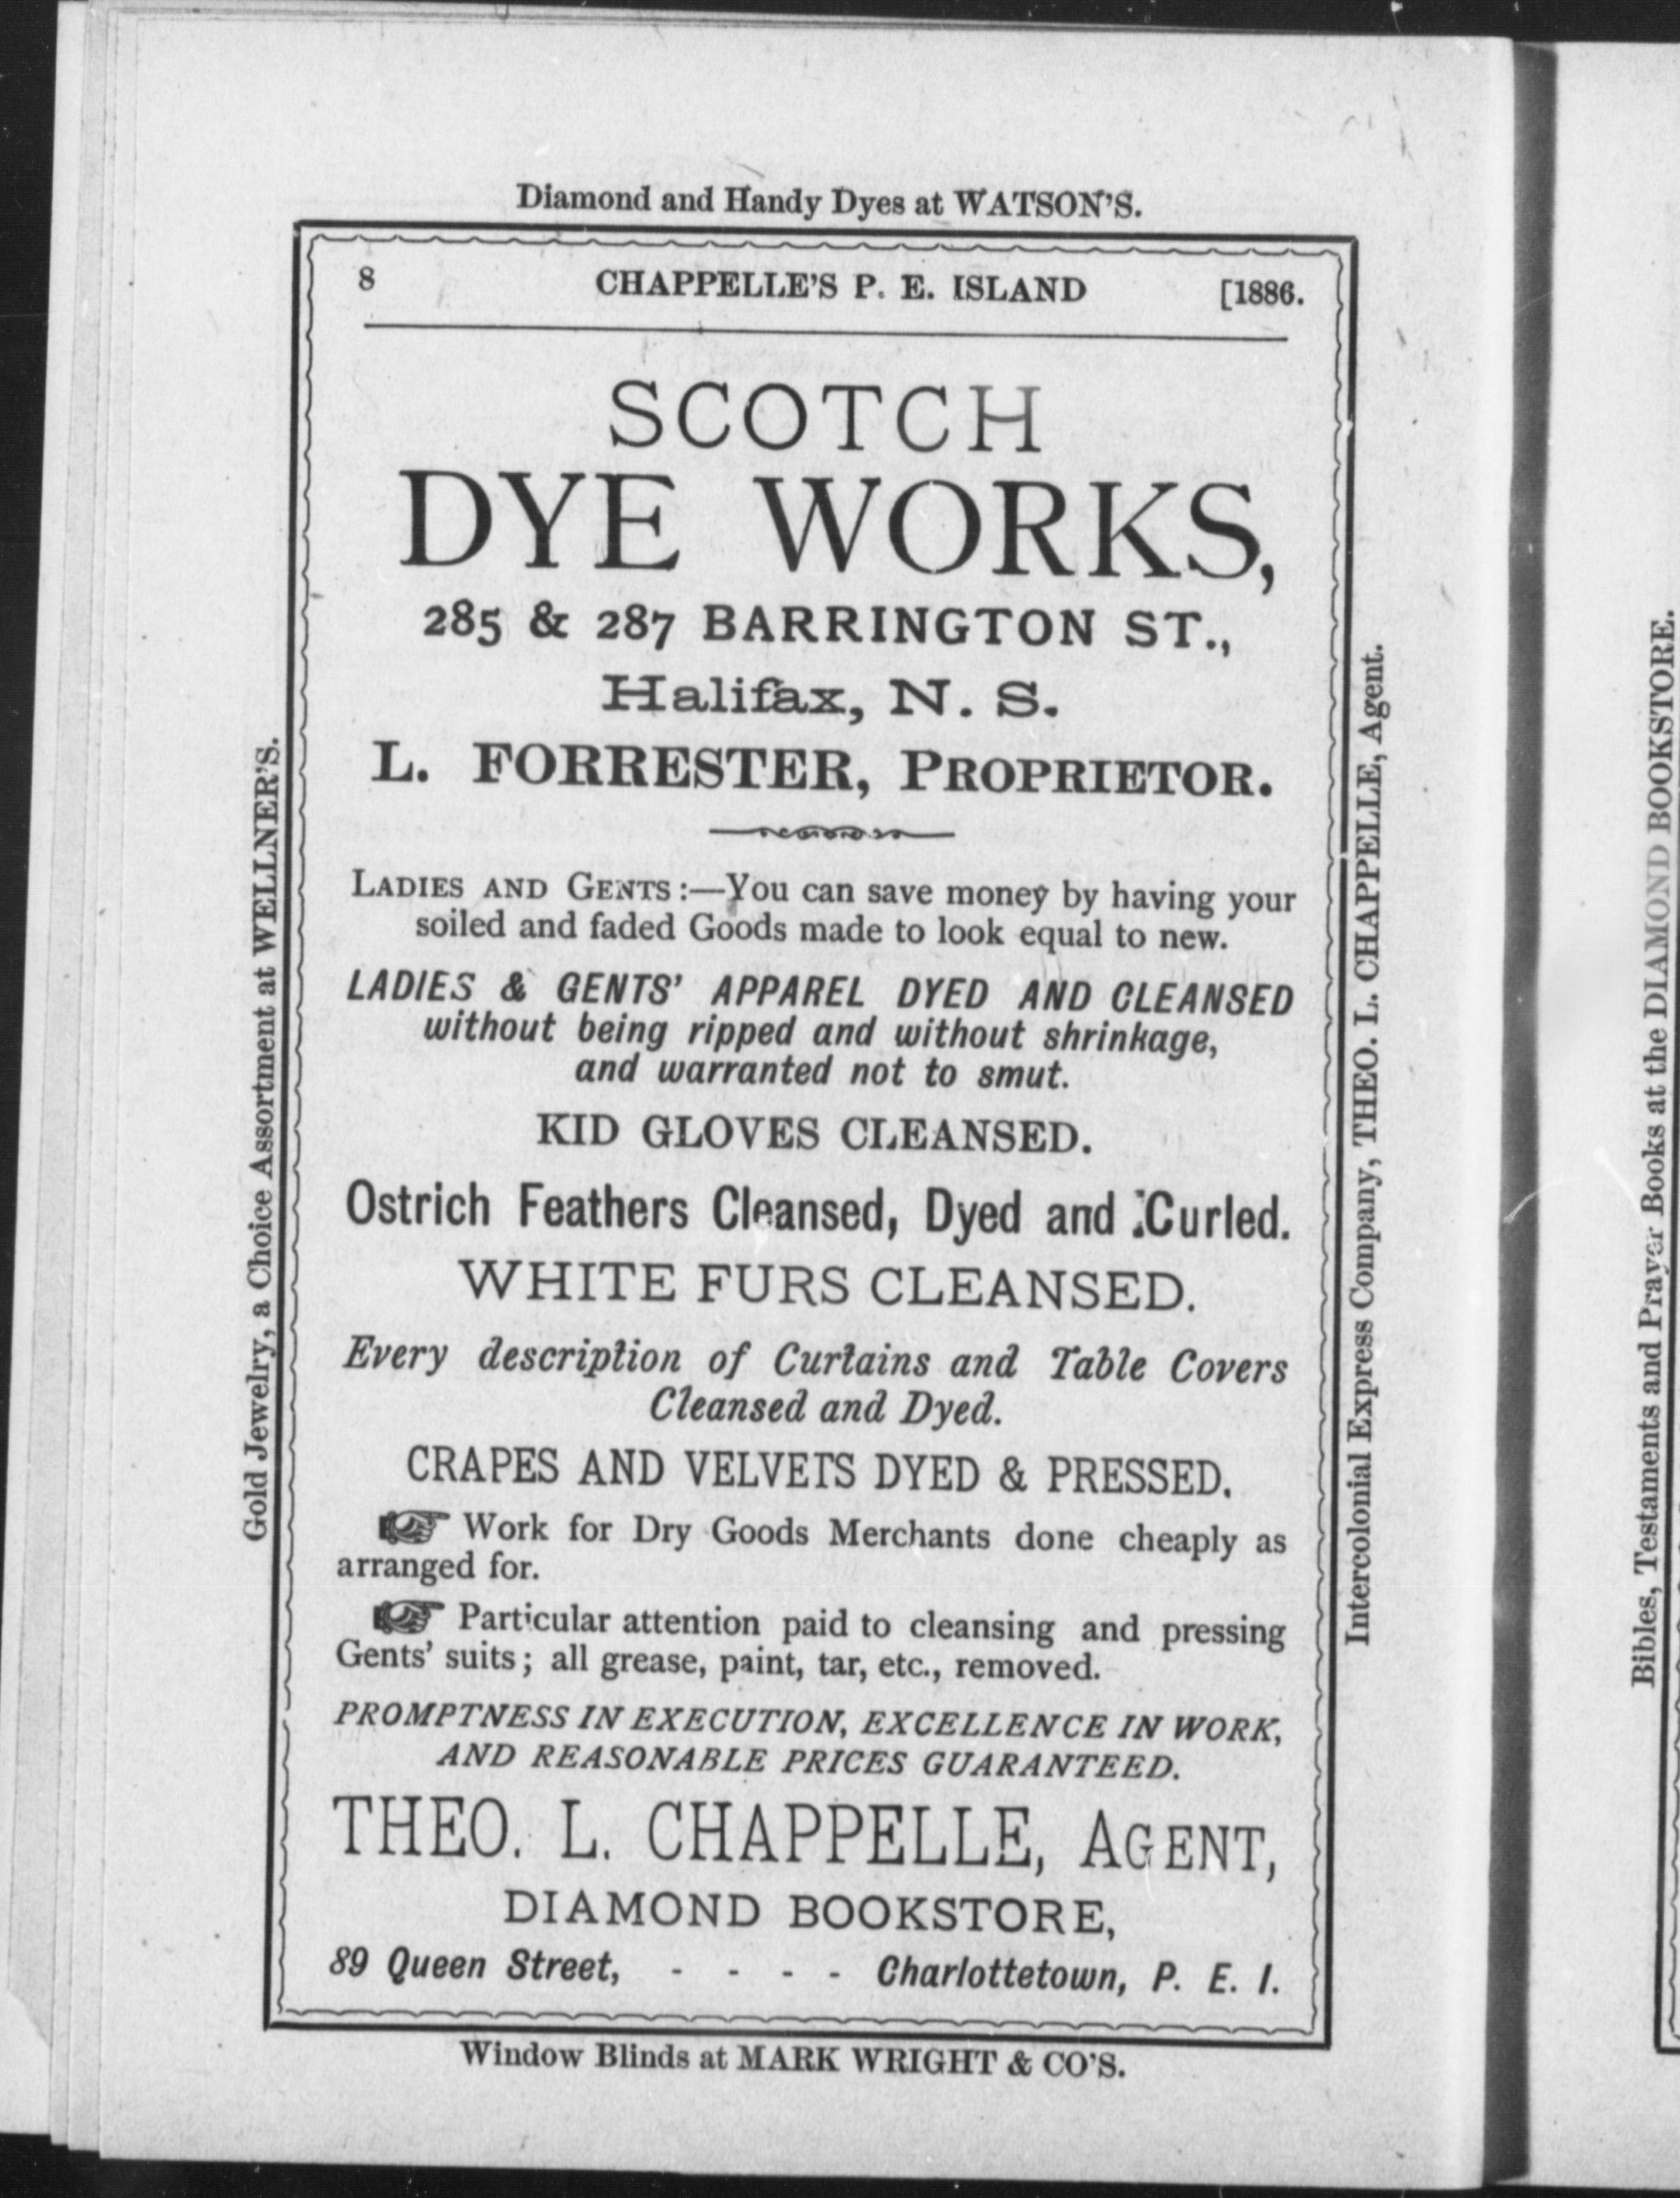 Diamond and Handy Dyes at WATSON'S.
8 CHAPPELLE'S P. E. ISLAND [1886.
SCOTCH
DYE WORKS,
285 & 287 BARRINGTON ST.,
Halifax, N. S.
L. FORRESTER, PROPRIETOR.
LADIES AND GENTS :—You can save money by having your
soiled and faded Goods made to look equal to new.
LADIES & GENTS' APPAREL DYED AND CLEANSED
without being ripped and without shrinkage,
and warranted not to smut.
KID GLOVES CLEANSED.
Ostrich Feathers Cleansed, Dyed and Curled.
WHITE FURS CLEANSED.
Every description of Curtains and Table Covers
Cleansed and Dyed.
CRAPES AND VELVETS DYED & PRESSED.
☞ Work for Dry Goods Merchants done cheaply as
arranged for.
☞ Particular attention paid to cleansing and pressing
Gents' suits; all grease, paint, tar, etc., removed.
PROMPTNESS IN EXECUTION, EXCELLENCE IN WORK,
AND REASONABLE PRICES GUARANTEED.
THEO. L. CHAPPELLE, AGENT,
DIAMOND BOOKSTORE,
89 Queen Street, - - - - Charlottetown, P. E. I.
Window Blinds at MARK WRIGHT & CO'S.
Gold Jewelry, a Choice Assortment at WELLNER'S.
Intercolonial Express Company, THEO. L. CHAPPELLE, Agent.
Bibles, Testaments and Prayer Books at the DIAMOND BOOKSTORE.